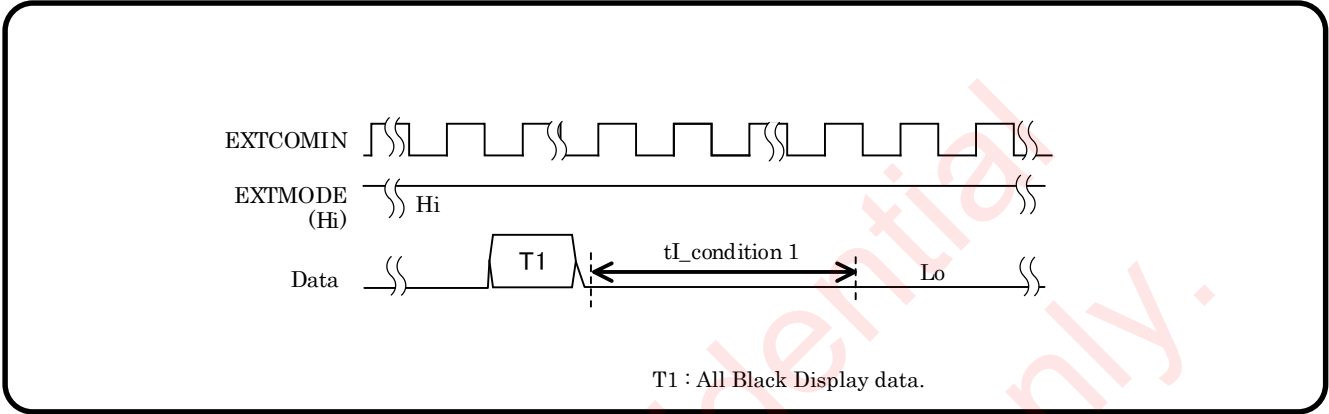 EXTCOMIN
EXTMODE
(Hi)
Hi
Data
T1
tI_condition 1
Lo
T1 : All Black Display data.